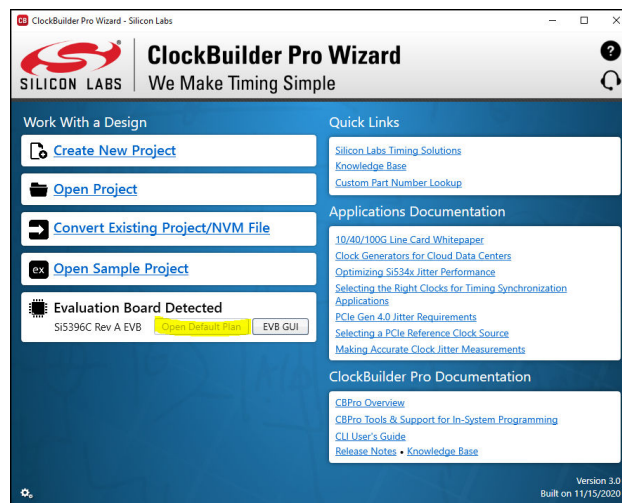 CB ClockBuilder Pro Wizard - Silicon Labs
SILICON LABS
ClockBuilder Pro Wizard
We Make Timing Simple
?
Work With a Design
Create New Project
Open Project
Convert Existing Project/NVM File
ex Open Sample Project
Evaluation Board Detected
Si5396C Rev A EVB Open Default Plan EVB GUI
Quick Links
Silicon Labs Timing Solutions
Knowledge Base
Custom Part Number Lookup
Applications Documentation
10/40/100G Line Card Whitepaper
Clock Generators for Cloud Data Centers
Optimizing Si534x Jitter Performance
Selecting the Right Clocks for Timing Synchronization
Applications
PCIe Gen 4.0 Jitter Requirements
Selecting a PCIe Reference Clock Source
Making Accurate Clock Jitter Measurements
ClockBuilder Pro Documentation
CBPro Overview
CBPro Tools & Support for In-System Programming
CLI User's Guide
Release Notes • Knowledge Base
Version 3.0
Built on 11/15/2020